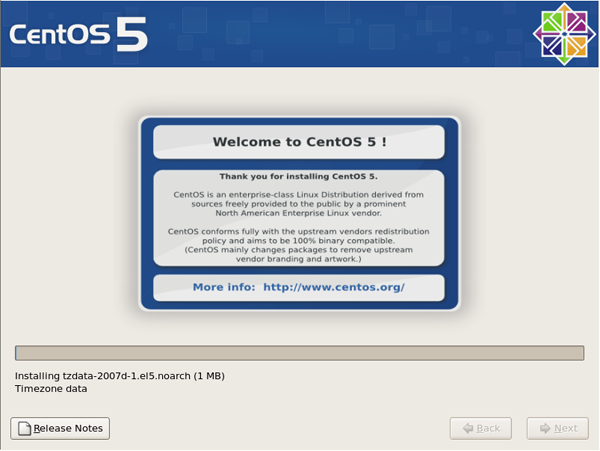 CentOS 5
Welcome to CentOS 5 !
Thank you for installing CentOS 5.
CentOS is an enterprise-class Linux Distribution derived from
sources freely provided to the public by a prominent
North American Enterprise Linux vendor.
CentOS conforms fully with the upstream vendors redistribution
policy and aims to be 100% binary compatible.
(CentOS mainly changes packages to remove upstream
vendor branding and artwork.)
More info: http://www.centos.org/
Installing tzdata-2007d-1.el5.noarch (1 MB)
Timezone data
Release Notes
Back
Next